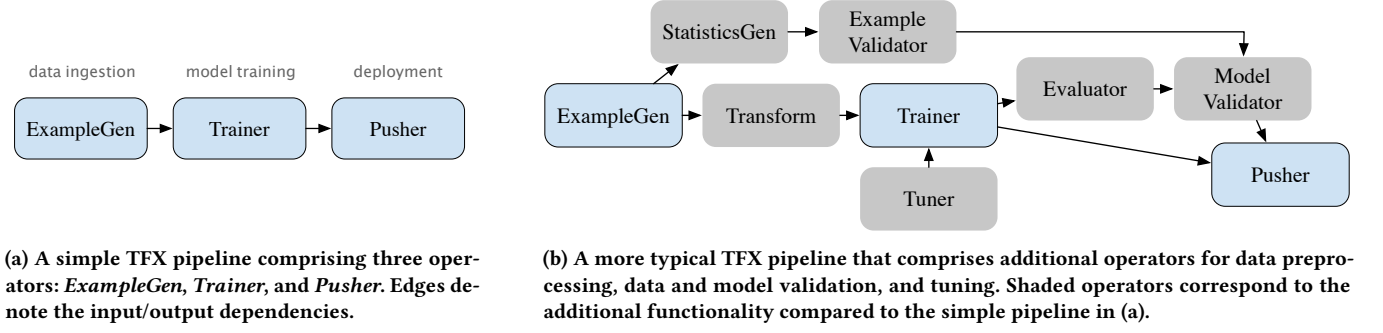 data ingestion
model training
deployment
ExampleGen
Trainer
Pusher
(a) A simple TFX pipeline comprising three oper-
ators: ExampleGen, Trainer, and Pusher. Edges de-
note the input/output dependencies.
StatisticsGen
Example
Validator
ExampleGen
Transform
Trainer
Evaluator
Model
Validator
Tuner
Pusher
(b) A more typical TFX pipeline that comprises additional operators for data prepro-
cessing, data and model validation, and tuning. Shaded operators correspond to the
additional functionality compared to the simple pipeline in (a).